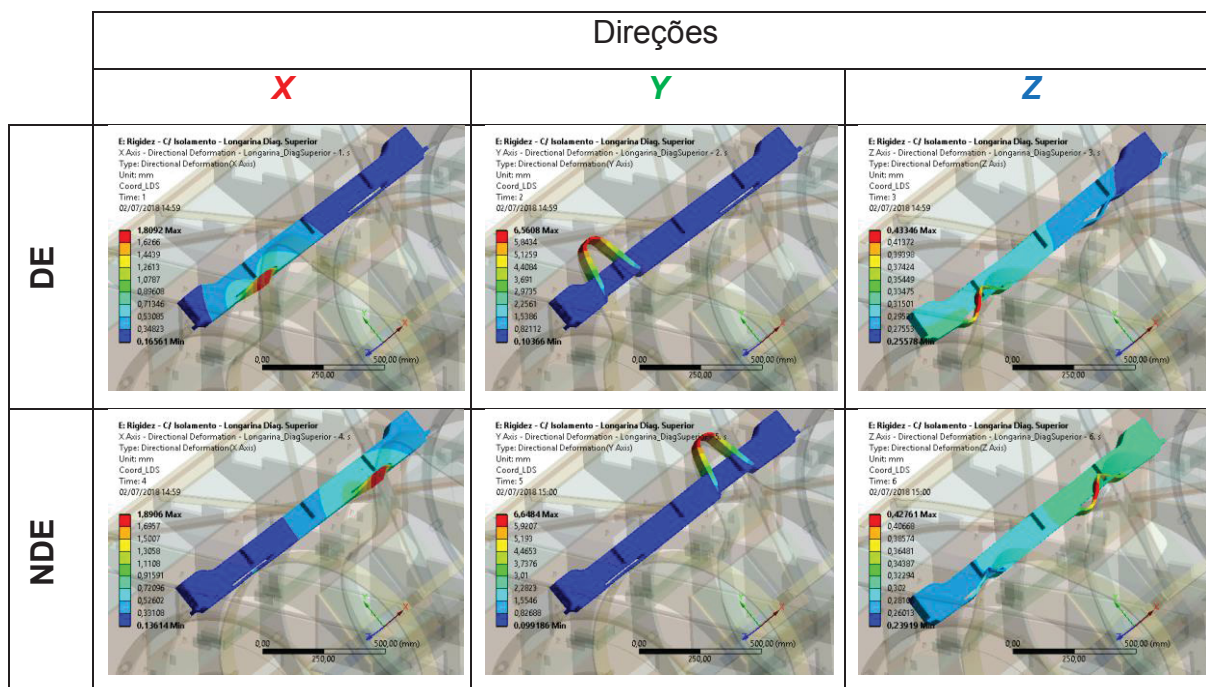 Direções
X
Y
Z
DE
E: Rigidez - C/ Isolamento - Longarina Diag. Superior
X Axis - Directional Deformation - Longarina_DiagSuperior - 1. s
Type: Directional Deformation(X Axis)
Unit: mm
Coord_LDS
Time: 1
02/07/2018 14:59
1,8092 Max
1,6266
1,4439
1,2613
1,0787
0,89608
0,71346
0,53085
0,34823
0,16561 Min
0,00
500,00 (mm)
250,00
E: Rigidez - C/ Isolamento - Longarina Diag. Superior
Y Axis - Directional Deformation - Longarina_DiagSuperior - 2. s
Type: Directional Deformation(Y Axis)
Unit: mm
Coord_LDS
Time: 2
02/07/2018 14:59
6,5608 Max
5,8434
5,1259
4,4084
3,691
2,9735
2,2561
1,5386
0,82112
0,10366 Min
0,00
500,00 (mm)
250,00
E: Rigidez - C/ Isolamento - Longarina Diag. Superior
Z Axis - Directional Deformation - Longarina_DiagSuperior - 3. s
Type: Directional Deformation(Z Axis)
Unit: mm
Coord_LDS
Time: 3
02/07/2018 14:59
0,43346 Max
0,41372
0,39398
0,37424
0,35449
0,33475
0,31501
0,27553
0,25578 Min
0,00
500,00 (mm)
250,00
NDE
E: Rigidez - C/ Isolamento - Longarina Diag. Superior
X Axis - Directional Deformation - Longarina_DiagSuperior - 4. s
Type: Directional Deformation(X Axis)
Unit: mm
Coord_LDS
Time: 4
02/07/2018 14:59
1,8906 Max
1,6957
1,5007
1,3058
1,1108
0,91591
0,72096
0,52602
0,33108
0,13614 Min
0,00
500,00 (mm)
250,00
E: Rigidez - C/ Isolamento - Longarina Diag. Superior
Y Axis - Directional Deformation - Longarina_DiagSuperior 5. s
Type: Directional Deformation(Y Axis)
Unit: mm
Coord_LDS
Time: 5
02/07/2018 15:00
6,6484 Max
5,9207
5,193
4,4653
3,7376
3,01
2,2823
1,5546
0,82688
0,099186 Min
0,00
500,00 (mm)
250,00
E: Rigidez - C/ Isolamento - Longarina Diag. Superior
Z Axis - Directional Deformation - Longarina_DiagSuperior - 6. s
Type: Directional Deformation(Z Axis)
Unit: mm
Coord_LDS
Time: 6
02/07/2018 15:00
0,42761 Max
0,40668
0,38574
0,36481
0,34387
0,32294
0,302
0,26013
0,23919 Min
0,00
500,00 (mm)
250,00